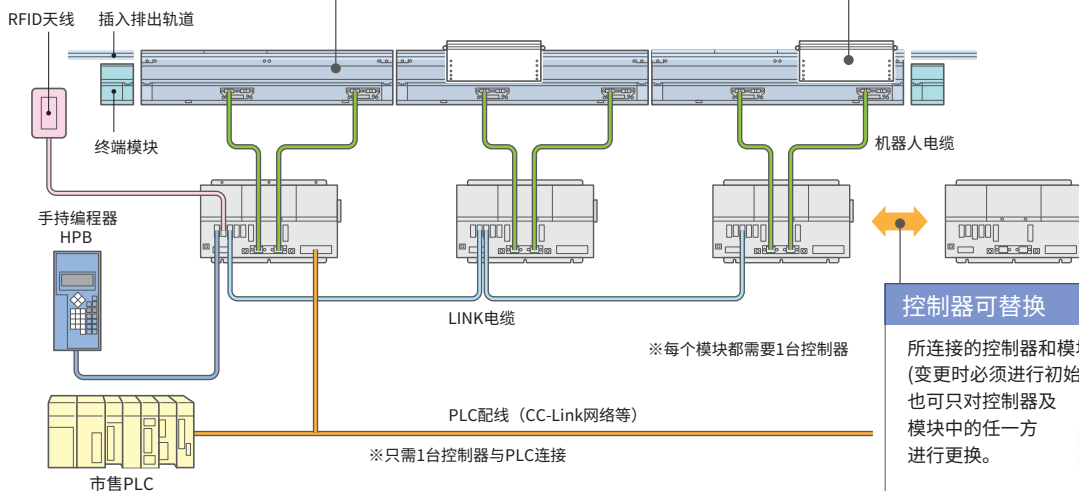 RFID天线
插入排出轨道
终端模块
机器人电缆
手持编程器
HPB
LINK电缆
※每个模块都需要1台控制器
控制器可替换
所连接的控制器和模块
(变更时必须进行初始
也可只对控制器及
模块中的任一方
进行更换。
PLC配线（CC-Link网络等）
※只需1台控制器与PLC连接
市售PLC